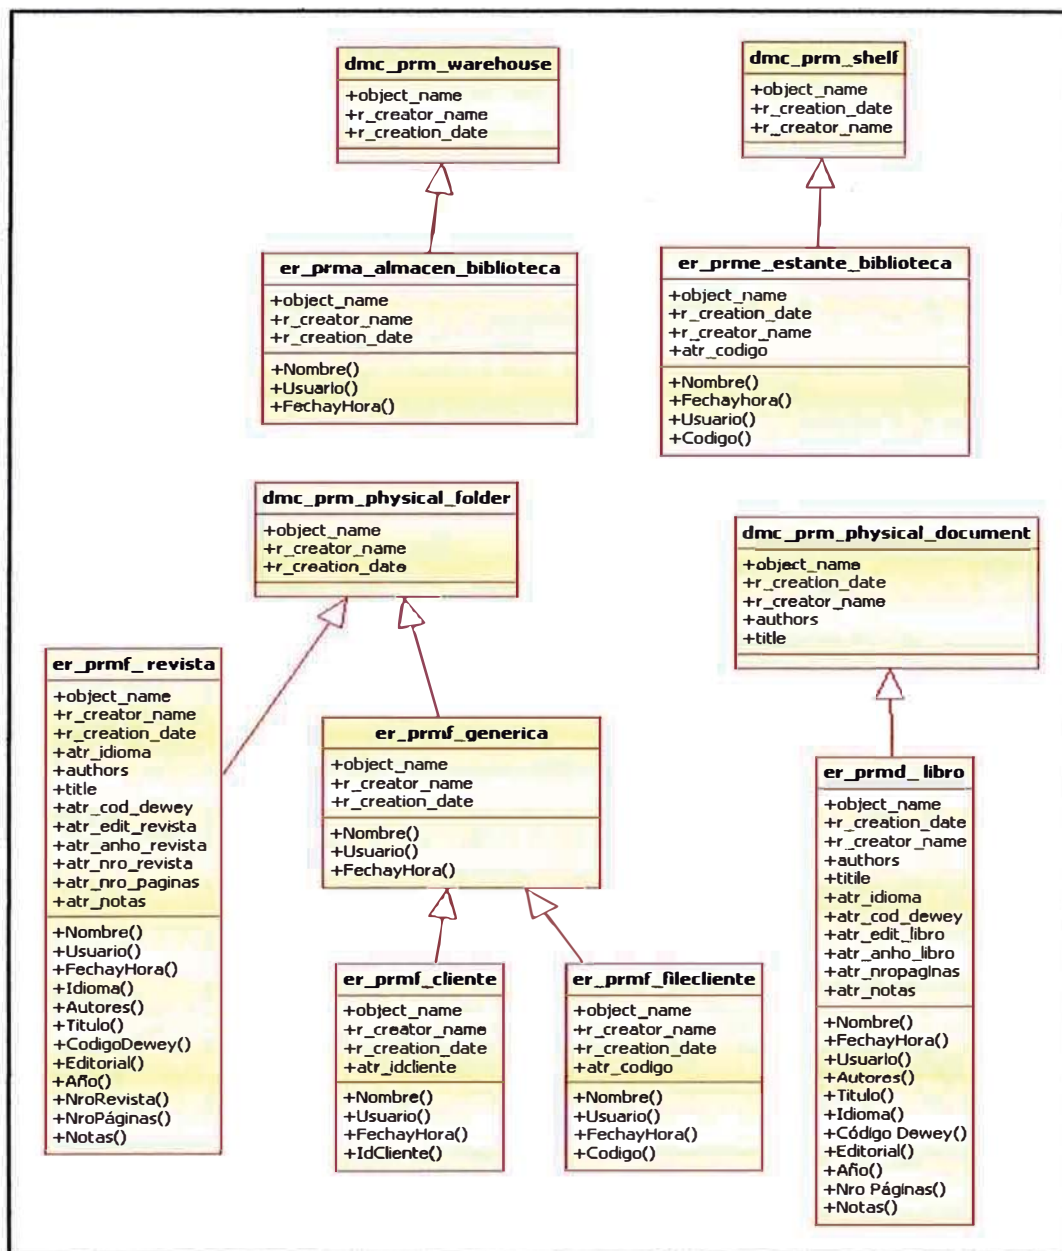 dmc_prm_warehouse
+object_name
+r_creator_name
+r_creation_date
dmc_prm_shelf
+object_name
+r_creation_date
+r_creator_name
er_prma_almacen_biblioteca
+object_name
+r_creator_name
+r_creation_date
+Nombre()
+Usuario()
+FechayHora()
er_prme_estante_biblioteca
+object_name
+r_creation_date
+r_creator_name
+atr_codigo
+Nombre()
+Fechayhora()
+Usuario()
+Codigo()
dmc_prm_physical_folder
+object_name
+r_creator_name
+r_creation_date
dmc_prm_physical_document
+object_name
+r_creation_date
+r_creator_name
+authors
+title
er_prmf_revista
+object_name
+r_creator_name
+r_creation_date
+atr_idioma
+authors
+title
+atr_cod_dewey
+atr_edit_revista
+atr_anho_revista
+atr_nro_revista
+atr_nro_paginas
+atr_notas
+Nombre()
+Usuario()
+FechayHora()
+Idioma()
+Autores()
+Titulo()
+CodigoDewey()
+Editorial()
+Año()
+NroRevista()
+NroPáginas()
+Notas()
er_prmf_generica
+object_name
+r_creator_name
+r_creation_date
+Nombre()
+Usuario()
+FechayHora()
er_prmd_libro
+object_name
+r_creation_date
+r_creator_name
+authors
+titile
+atr_idioma
+atr_cod_dewey
+atr_edit_libro
+atr_anho_libro
+atr_nropaginas
+atr_notas
+Nombre()
+FechayHora()
+Usuario()
+Autores()
+Titulo()
+Idioma()
+Código Dewey()
+Editorial()
+Año()
+Nro Páginas()
+Notas()
er_prmf_cliente
+object_name
+r_creator_name
+r_creation_date
+atr_idcliente
+Nombre()
+Usuario()
+FechayHora()
+IdCliente()
er_prmf_filecliente
+object_name
+r_creator_name
+r_creation_date
+atr_codigo
+Nombre()
+Usuario()
+FechayHora()
+Codigo()